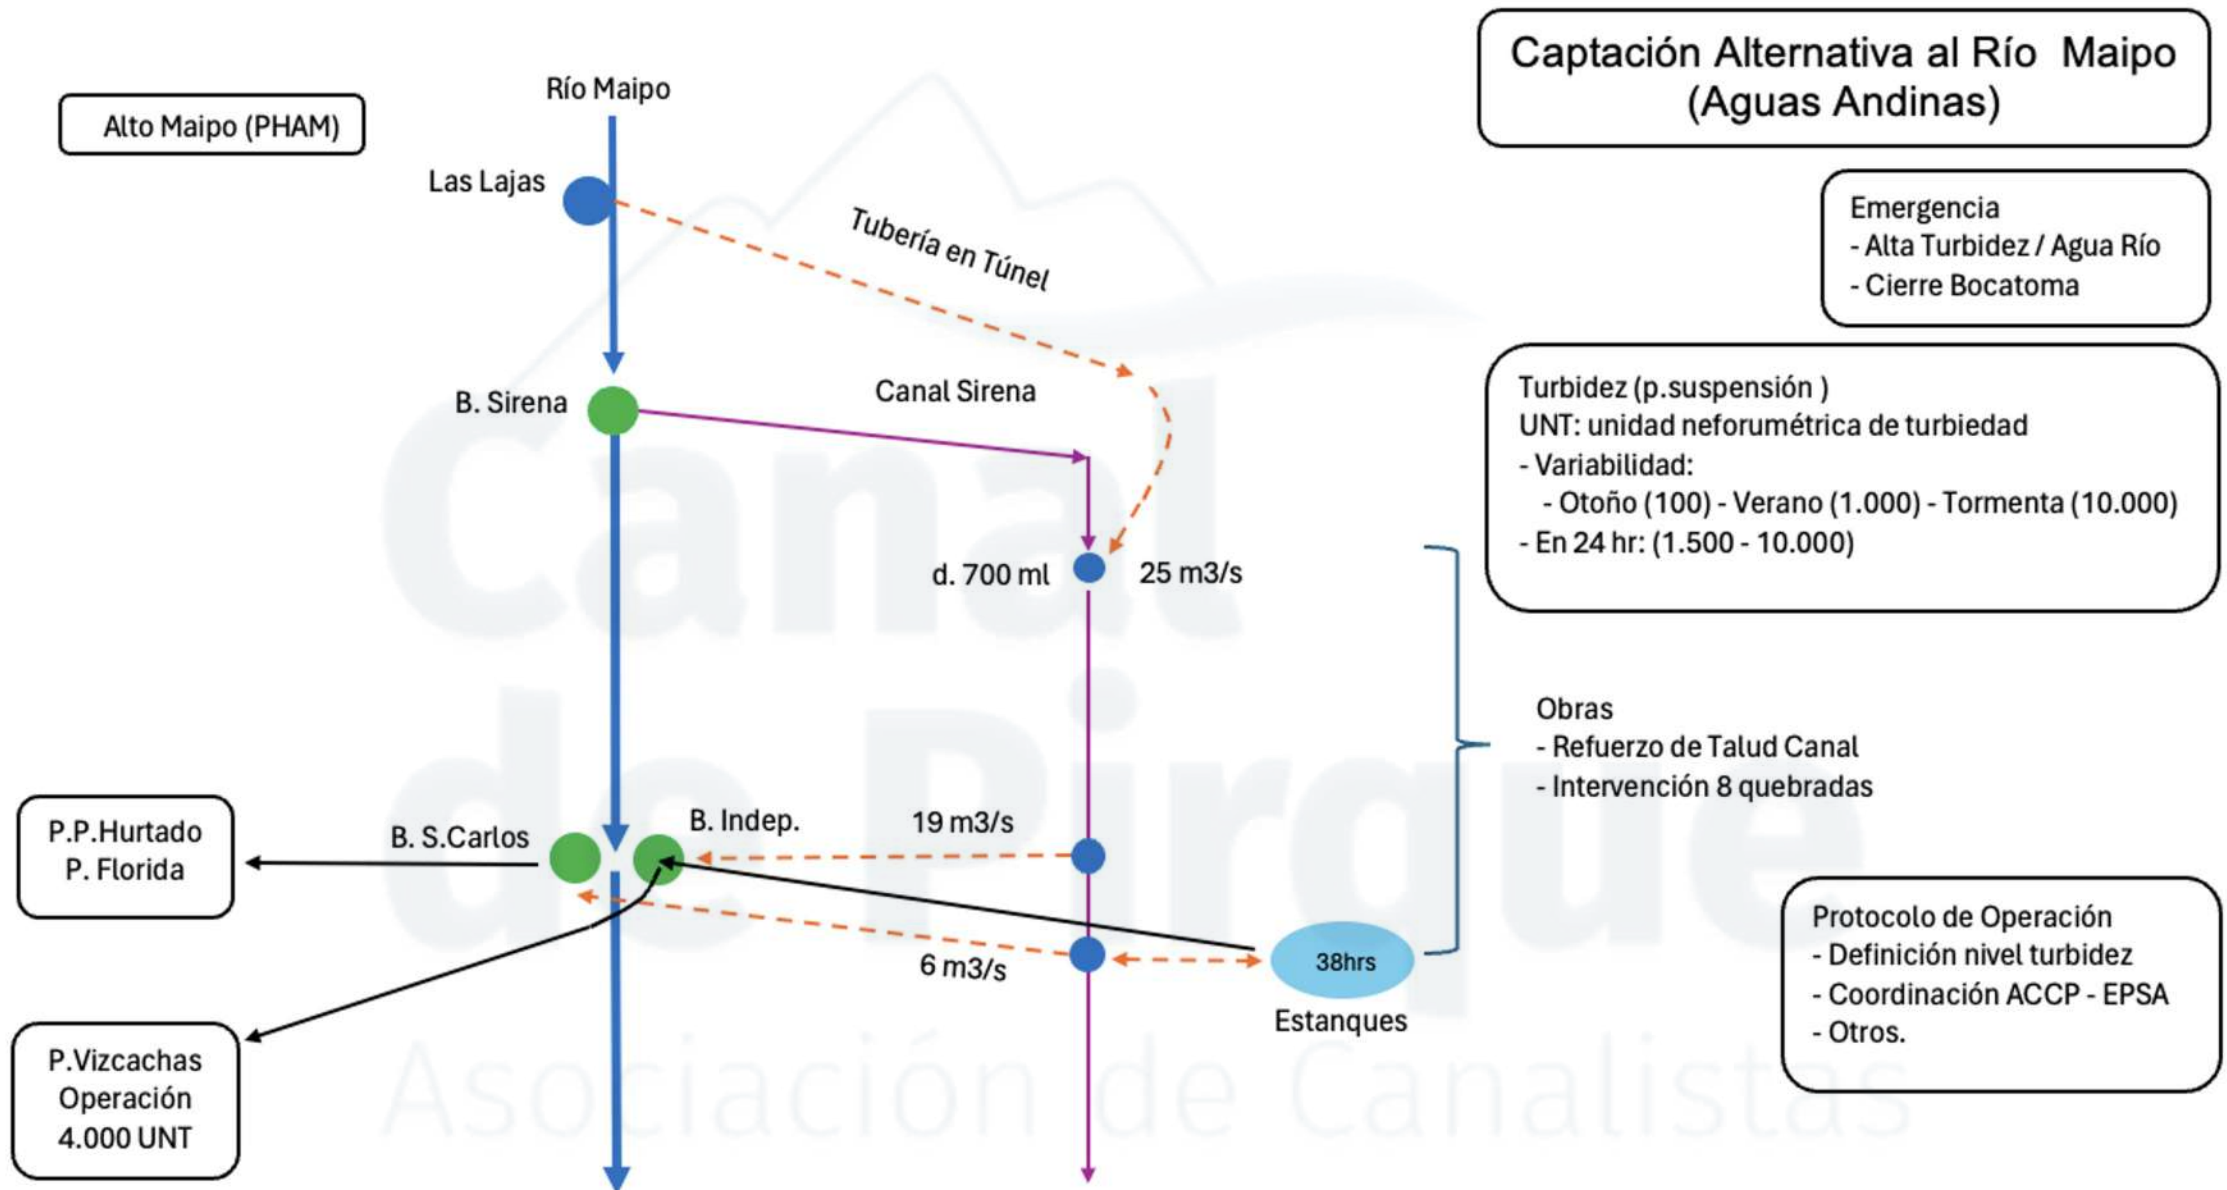 Captación Alternativa al Río Maipo
(Aguas Andinas)
Alto Maipo (PHAM)
Río Maipo
Las Lajas
Tubería en Túnel
Emergencia
- Alta Turbidez / Agua Río
- Cierre Bocatoma
B. Sirena
Canal Sirena
Turbidez (p.suspensión )
UNT: unidad neforumétrica de turbiedad
- Variabilidad:
- Otoño (100) - Verano (1.000) - Tormenta (10.000)
- En 24 hr: (1.500 - 10.000)
d. 700 ml
25 m3/s
Obras
- Refuerzo de Talud Canal
- Intervención 8 quebradas
P.P.Hurtado
P. Florida
B. S.Carlos
B. Indep.
19 m3/s
6 m3/s
38hrs
Estanques
Protocolo de Operación
- Definición nivel turbidez
- Coordinación ACCP - EPSA
- Otros.
P.Vizcachas
Operación
4.000 UNT
Canal
de Pirque
Asociación de Canalistas